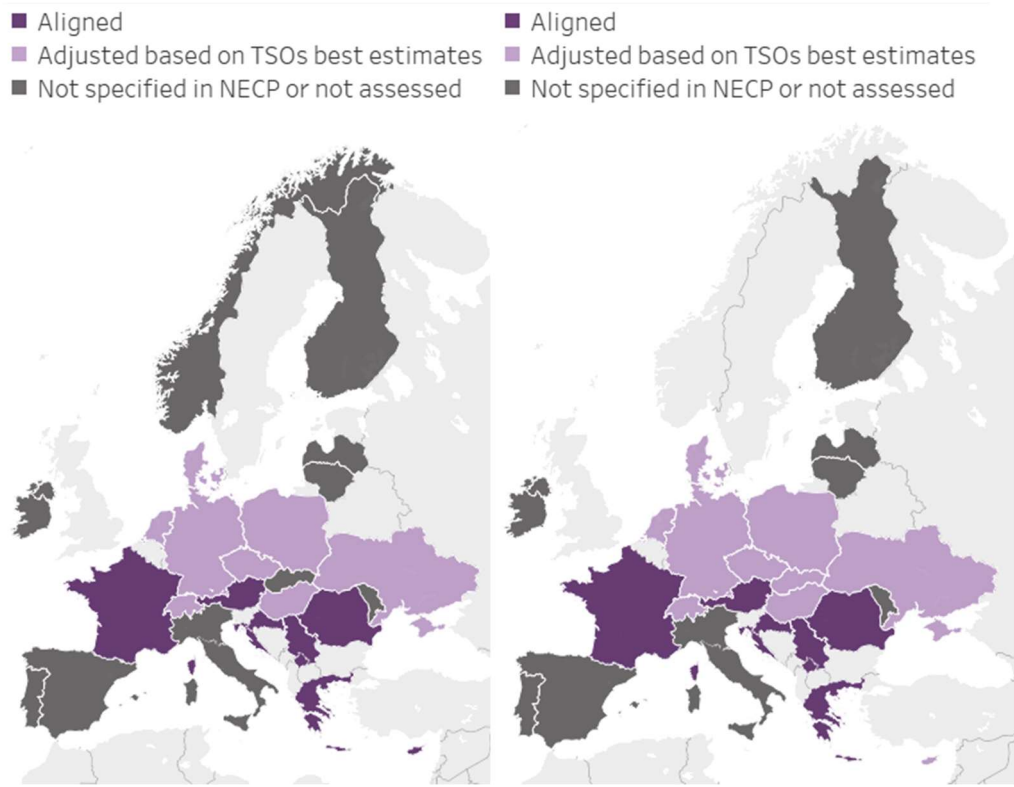 Aligned
Adjusted based on TSOs best estimates
Not specified in NECP or not assessed
Aligned
Adjusted based on TSOs best estimates
Not specified in NECP or not assessed